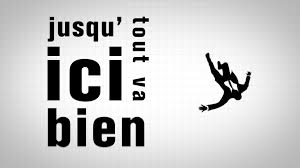 jusqu'
ici
tout va
bien